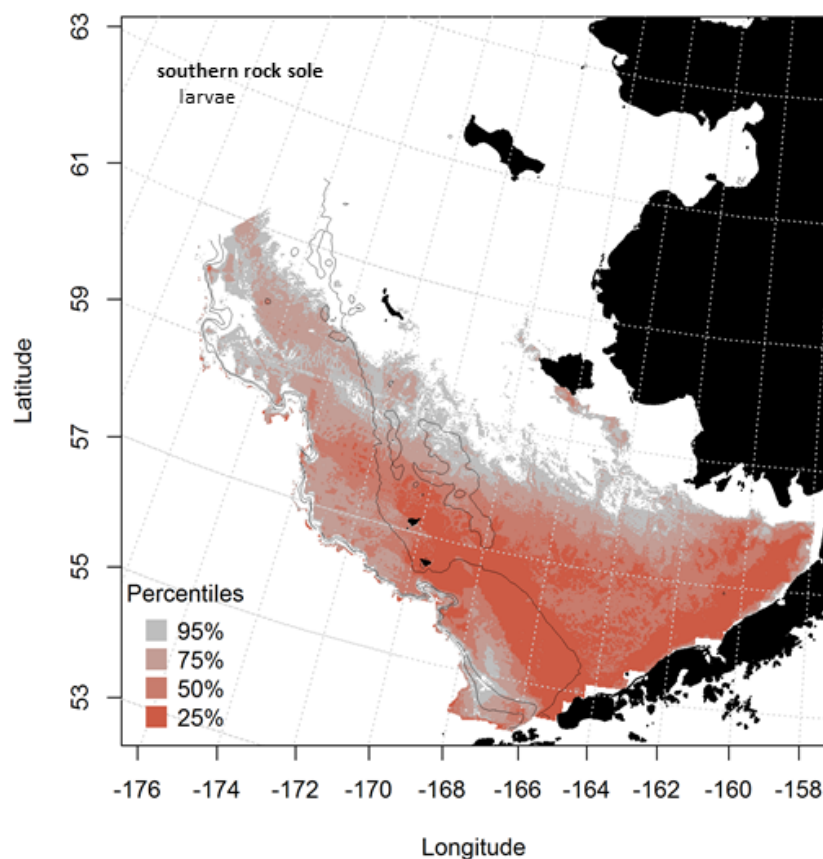 southern rock sole
larvae
63
61
59
57
55
53
Latitude
Percentiles
95%
75%
50%
25%
-176 -174 -172 -170 -168 -166 -164 -162 -160 -158
Longitude